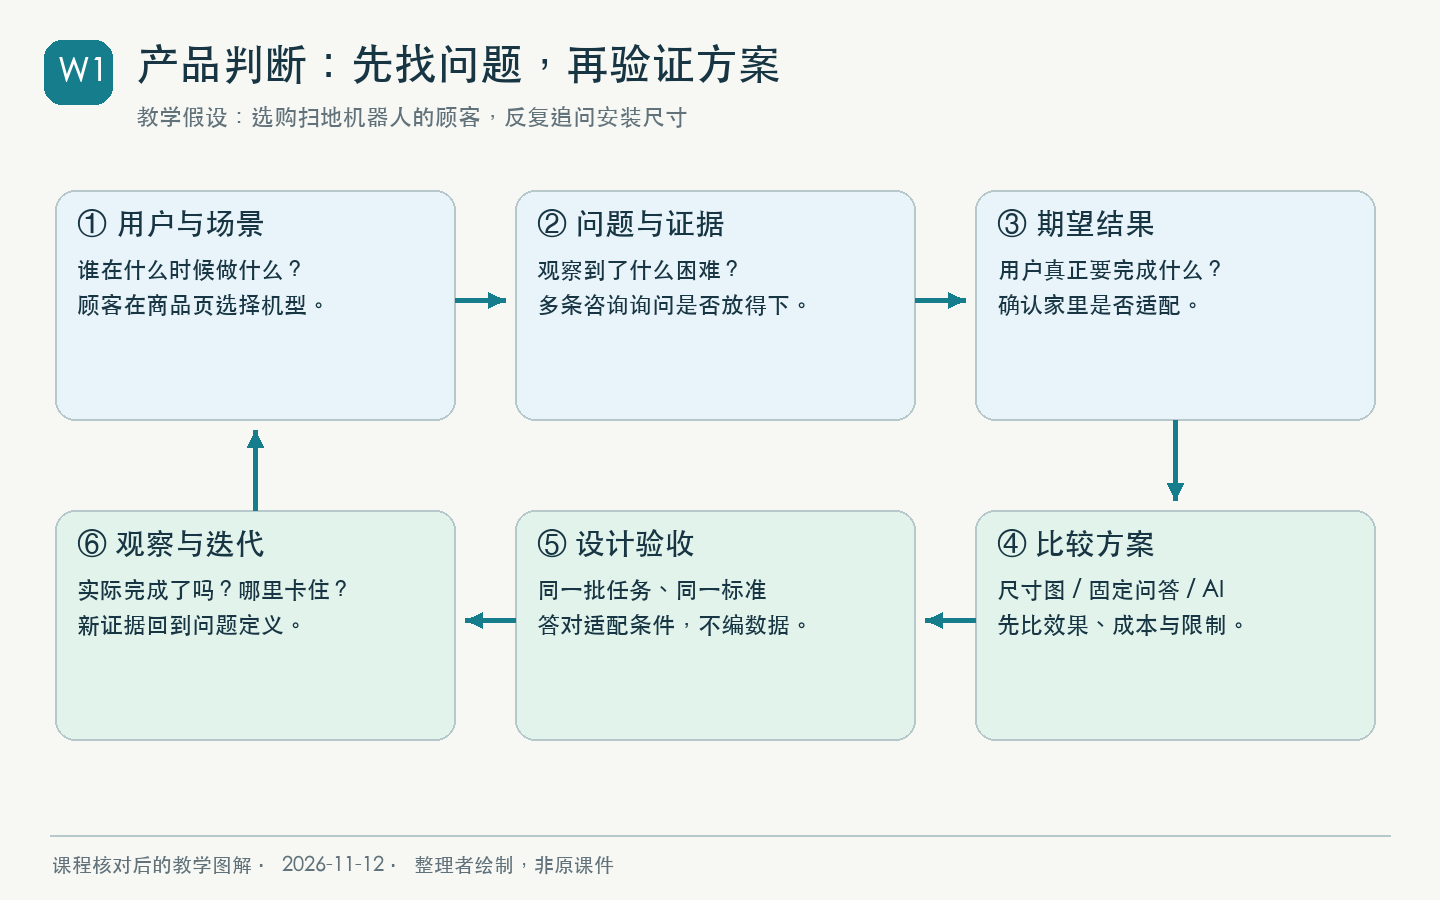 W1
产品判断：先找问题，再验证方案
教学假设：选购扫地机器人的顾客，反复追问安装尺寸
① 用户与场景
谁在什么时候做什么？
顾客在商品页选择机型。
② 问题与证据
观察到了什么困难？
多条咨询询问是否放得下。
③ 期望结果
用户真正要完成什么？
确认家里是否适配。
④ 比较方案
尺寸图 / 固定问答 / AI
先比效果、成本与限制。
⑤ 设计验收
同一批任务、同一标准
答对适配条件，不编数据。
⑥ 观察与迭代
实际完成了吗？哪里卡住？
新证据回到问题定义。
课程核对后的教学图解 · 2026-11-12 · 整理者绘制，非原课件